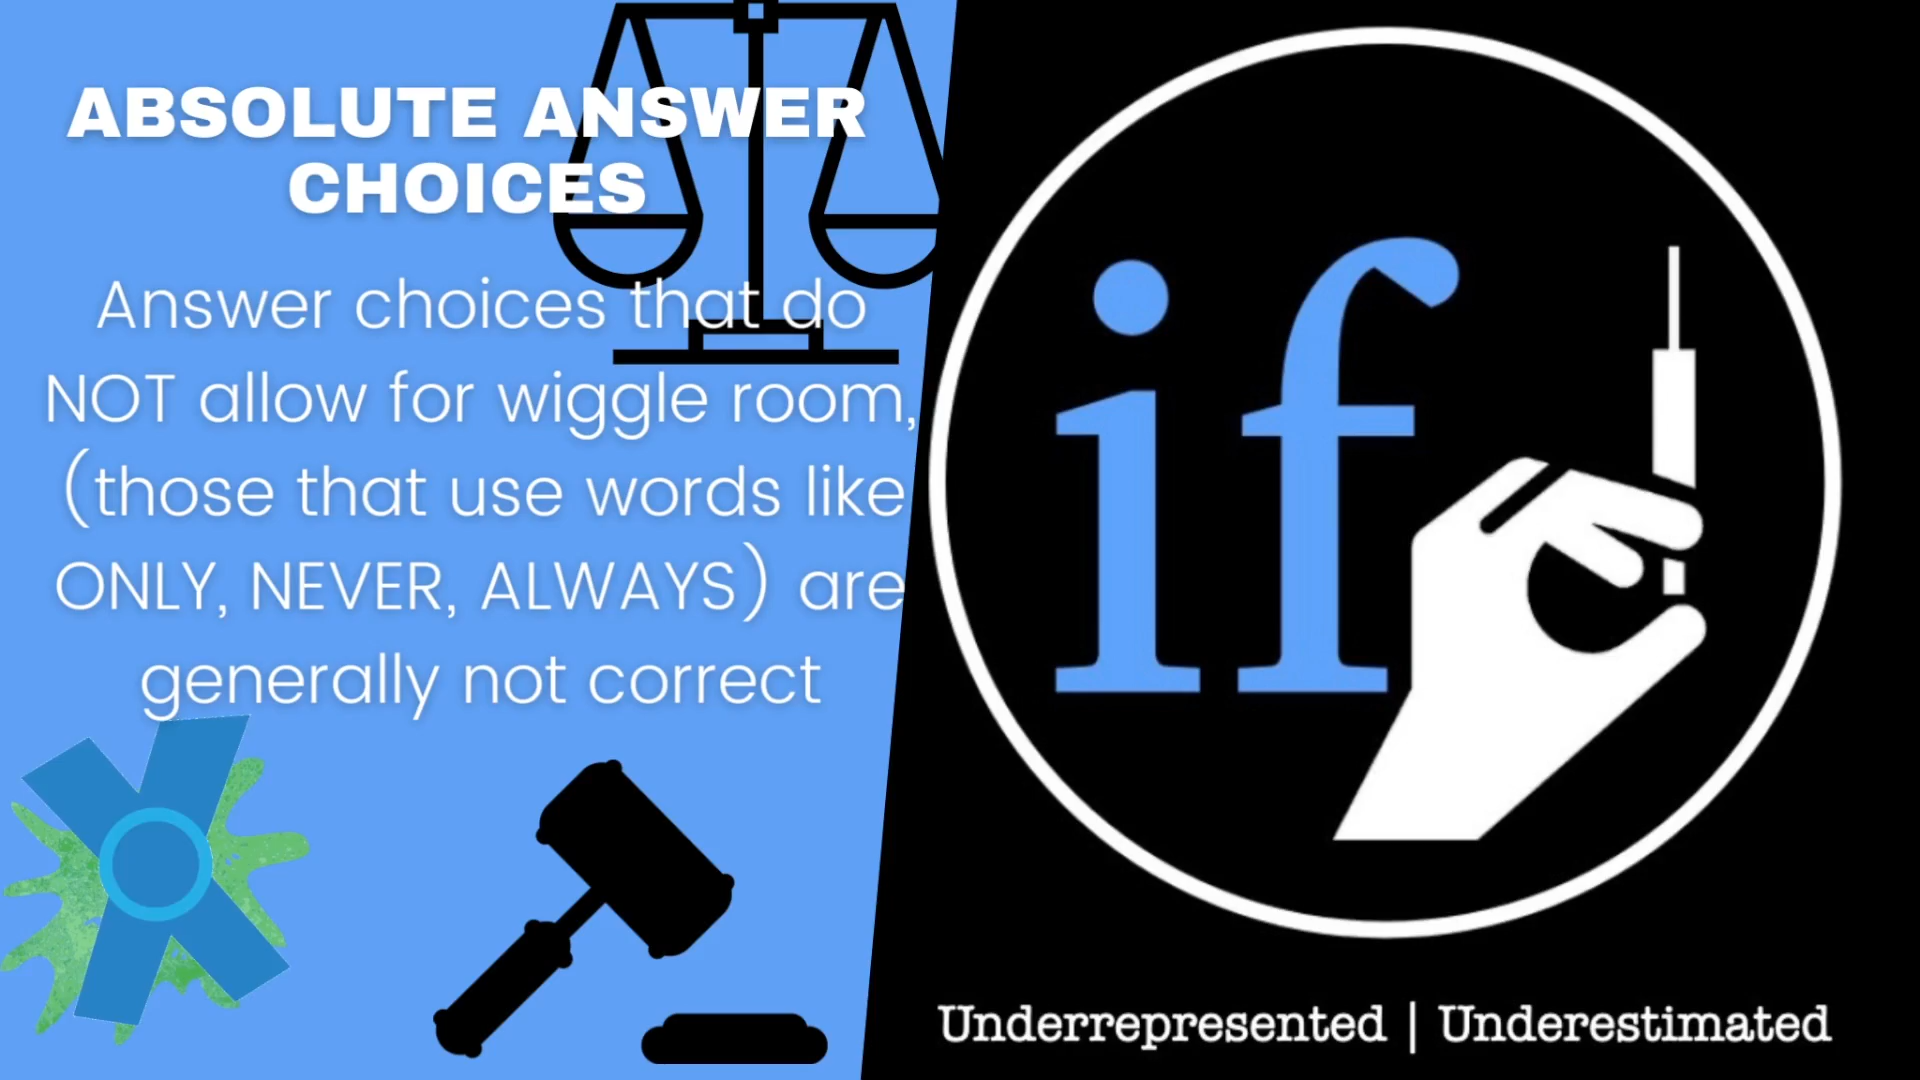 ABSOLUTE ANSWER
CHOICES
Answer choices that do
NOT allow for wiggle room,
(those that use words like
ONLY, NEVER, ALWAYS) are
generally not correct
if
Underrepresented | Underestimated